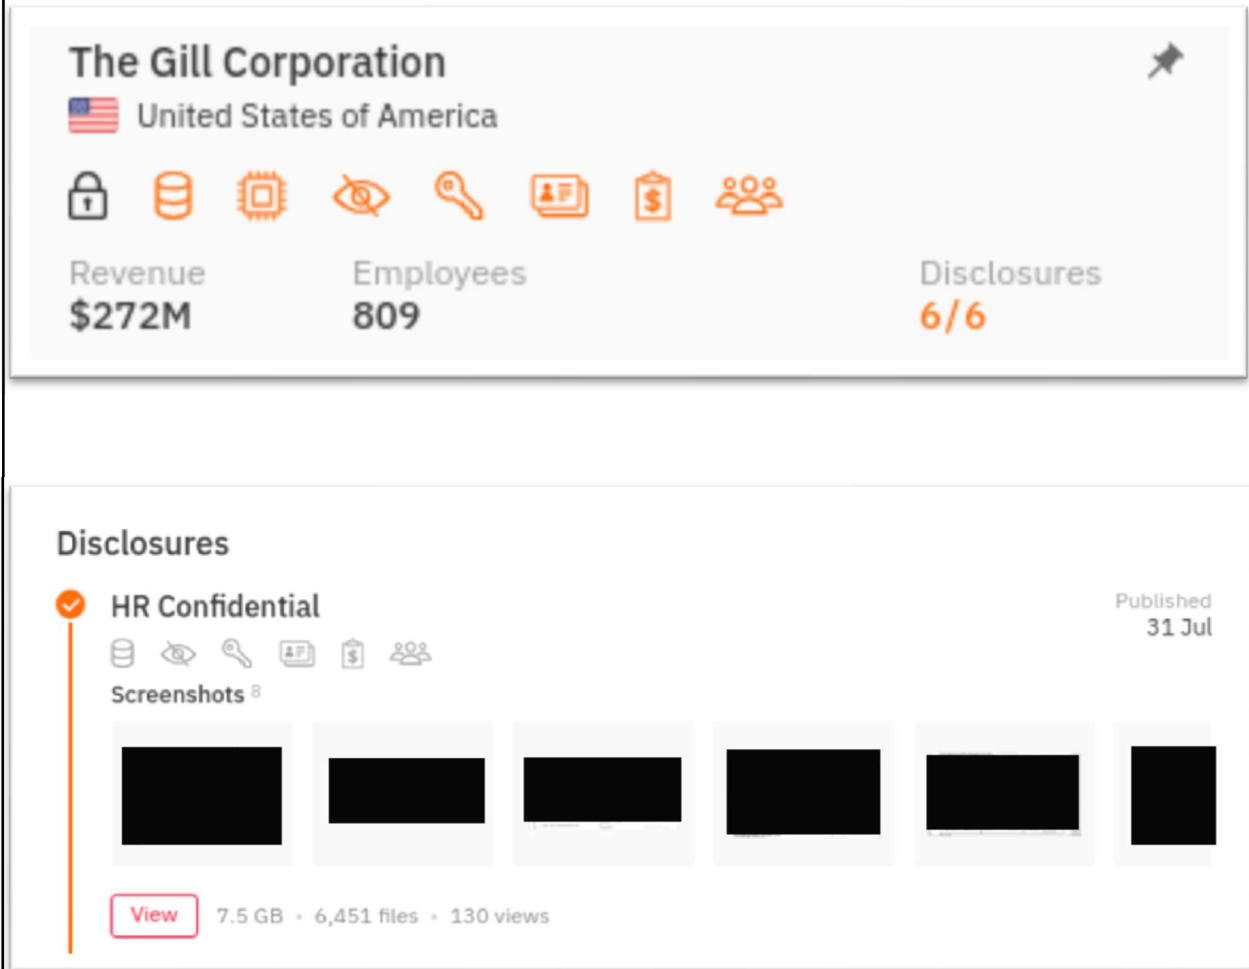 The Gill Corporation
United States of America
Revenue Employees Disclosures
$272M 809 6/6
Disclosures
HR Confidential
Published
31 Jul
Screenshots 8
View 7.5 GB • 6,451 files • 130 views